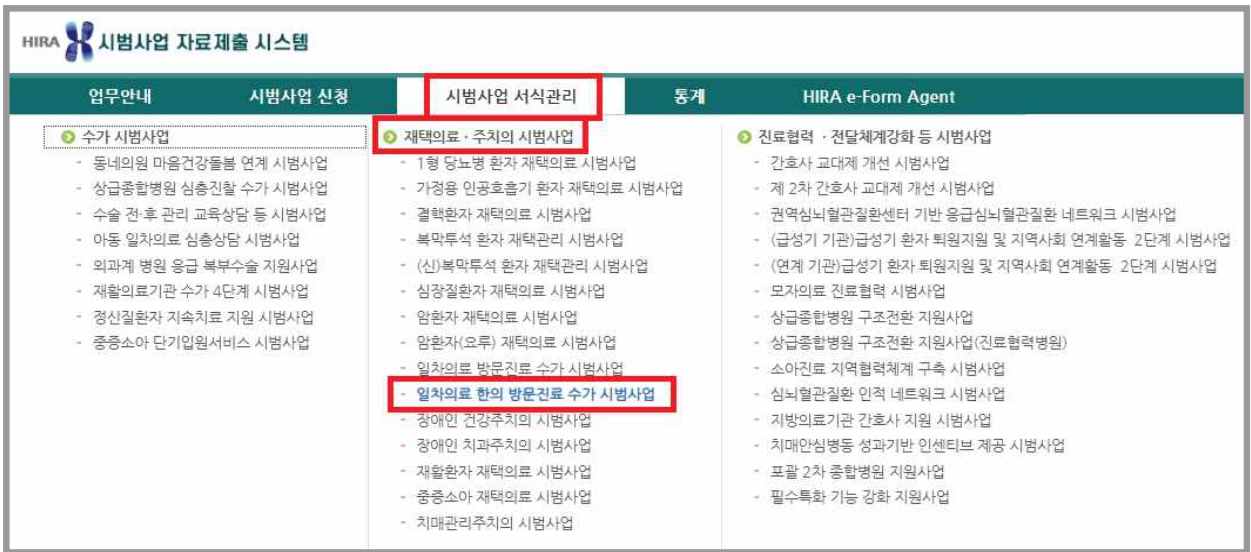 HIRA 시범사업 자료제출 시스템
업무안내 시범사업 신청 시범사업 서식관리 통계 HIRA e-Form Agent
수가 시범사업
- 동네의원 마음건강돌봄 연계 시범사업
- 상급종합병원 심층진찰 수가 시범사업
- 수술 전·후 관리 교육상담 등 시범사업
- 아동 일차의료 심층상담 시범사업
- 외과계 병원 응급 복부수술 지원사업
- 재활의료기관 수가 4단계 시범사업
- 정신질환자 지속치료 지원 시범사업
- 중증소아 단기입원서비스 시범사업
재택의료·주치의 시범사업
- 1형 당뇨병 환자 재택의료 시범사업
- 가정용 인공호흡기 환자 재택의료 시범사업
- 결핵환자 재택의료 시범사업
- 복막투석 환자 재택관리 시범사업
- (신)복막투석 환자 재택관리 시범사업
- 심장질환자 재택의료 시범사업
- 암환자 재택의료 시범사업
- 암환자(요루) 재택의료 시범사업
- 일차의료 방문진료 수가 시범사업
- 일차의료 한의 방문진료 수가 시범사업
- 장애인 건강주치의 시범사업
- 장애인 치과주치의 시범사업
- 재활환자 재택의료 시범사업
- 중증소아 재택의료 시범사업
- 치매관리주치의 시범사업
진료협력 ·전달체계강화 등 시범사업
- 간호사 교대제 개선 시범사업
- 제 2차 간호사 교대제 개선 시범사업
- 권역심뇌혈관질환센터 기반 응급심뇌혈관질환 네트워크 시범사업
- (급성기 기관)급성기 환자 퇴원지원 및 지역사회 연계활동 2단계 시범사업
- (연계 기관)급성기 환자 퇴원지원 및 지역사회 연계활동 2단계 시범사업
- 모자의료 진료협력 시범사업
- 상급종합병원 구조전환 지원사업
- 상급종합병원 구조전환 지원사업(진료협력병원)
- 소아진료 지역협력체계 구축 시범사업
- 심뇌혈관질환 인적 네트워크 시범사업
- 지방의료기관 간호사 지원 시범사업
- 치매안심병동 성과기반 인센티브 제공 시범사업
- 포괄 2차 종합병원 지원사업
- 필수특화 기능 강화 지원사업